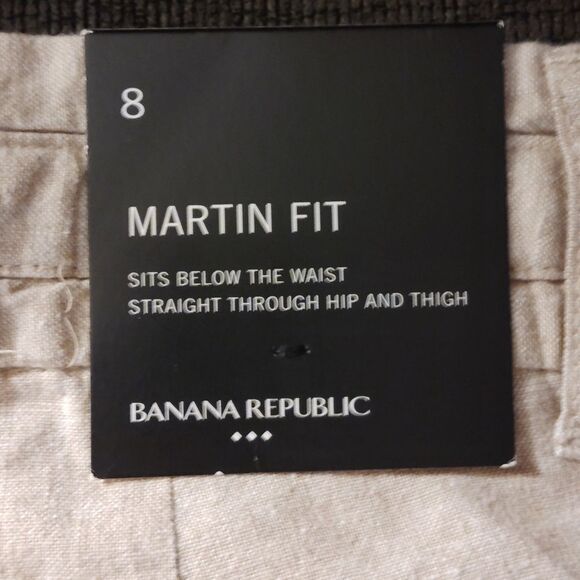 8
MARTIN FIT
SITS BELOW THE WAIST
STRAIGHT THROUGH HIP AND THIGH
BANANA REPUBLIC